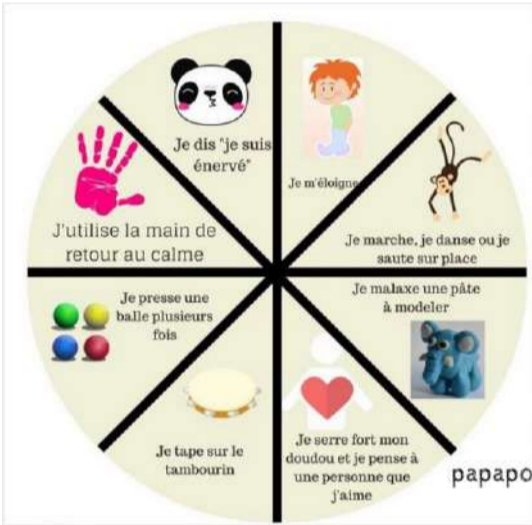 Je dis "je suis
énervé"
Je m'éloigne
Je marche, je danse ou je
saute sur place
J'utilise la main de
retour au calme
Je presse une
balle plusieurs
fois
Je malaxe une pâte
à modeler
Je tape sur le
tambourin
Je serre fort mon
doudou et je pense à
une personne que
j'aime
papapo